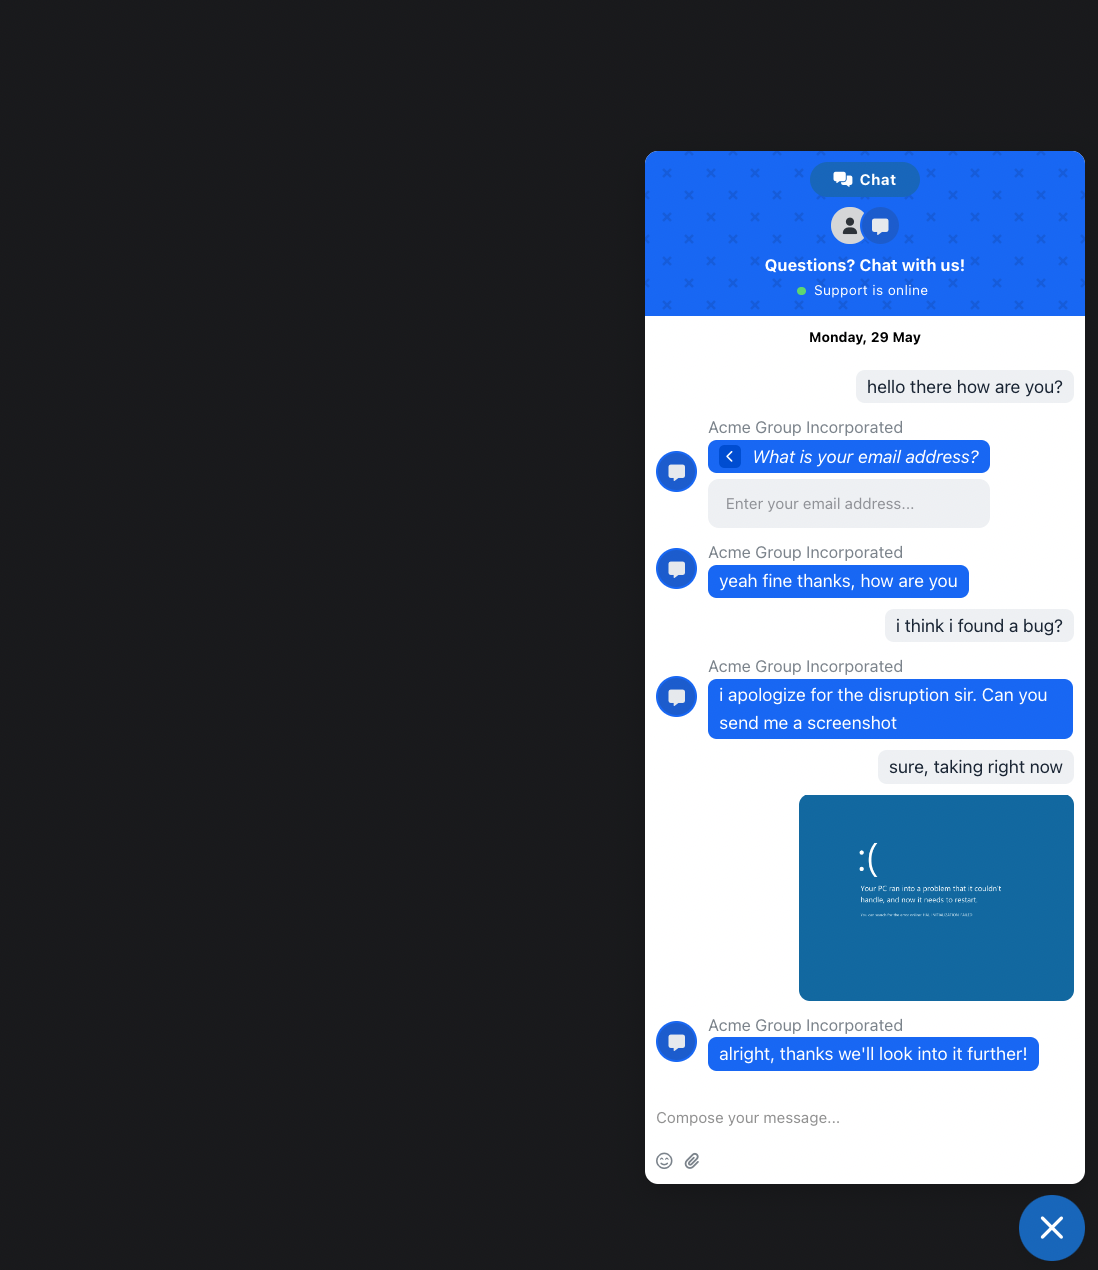 Chat
Questions? Chat with us!
Support is online
Monday, 29 May
hello there how are you?
Acme Group Incorporated
What is your email address?
Enter your email address...
Acme Group Incorporated
yeah fine thanks, how are you
i think i found a bug?
Acme Group Incorporated
i apologize for the disruption sir. Can you
send me a screenshot
sure, taking right now
:(
Your PC ran into a problem that it couldn't
handle, and now it needs to restart.
Acme Group Incorporated
alright, thanks we'll look into it further!
Compose your message...